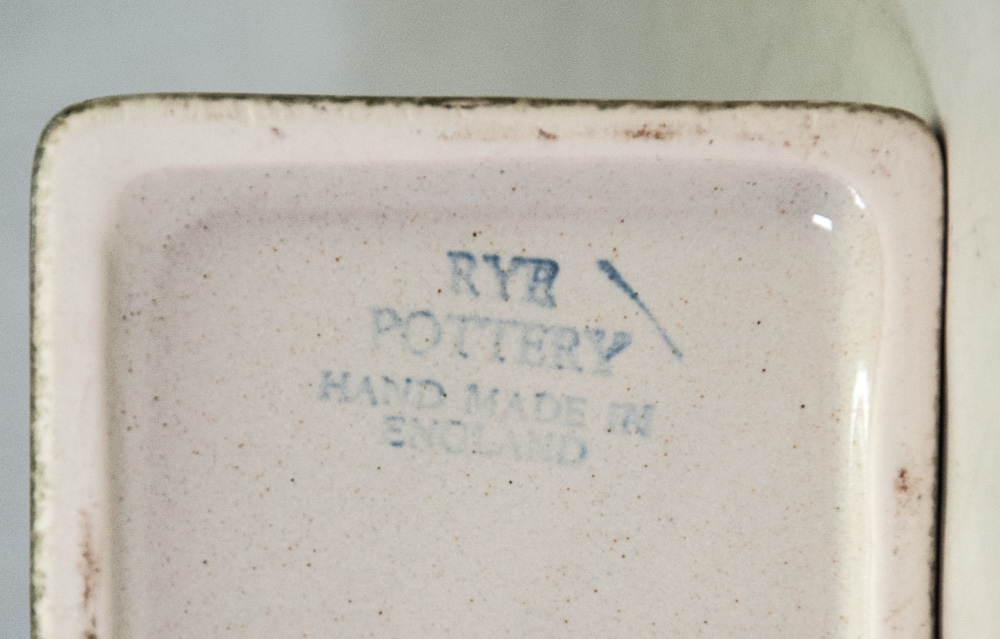 RYE
POTTERY
HAND MADE IN
ENGLAND